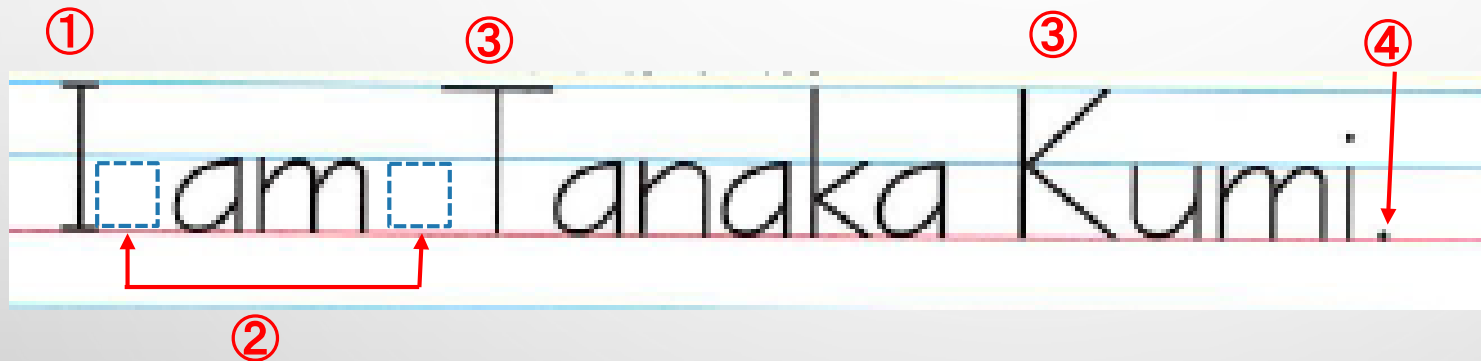 ① ③ ③ ④
I am Tanaka Kumi.
②